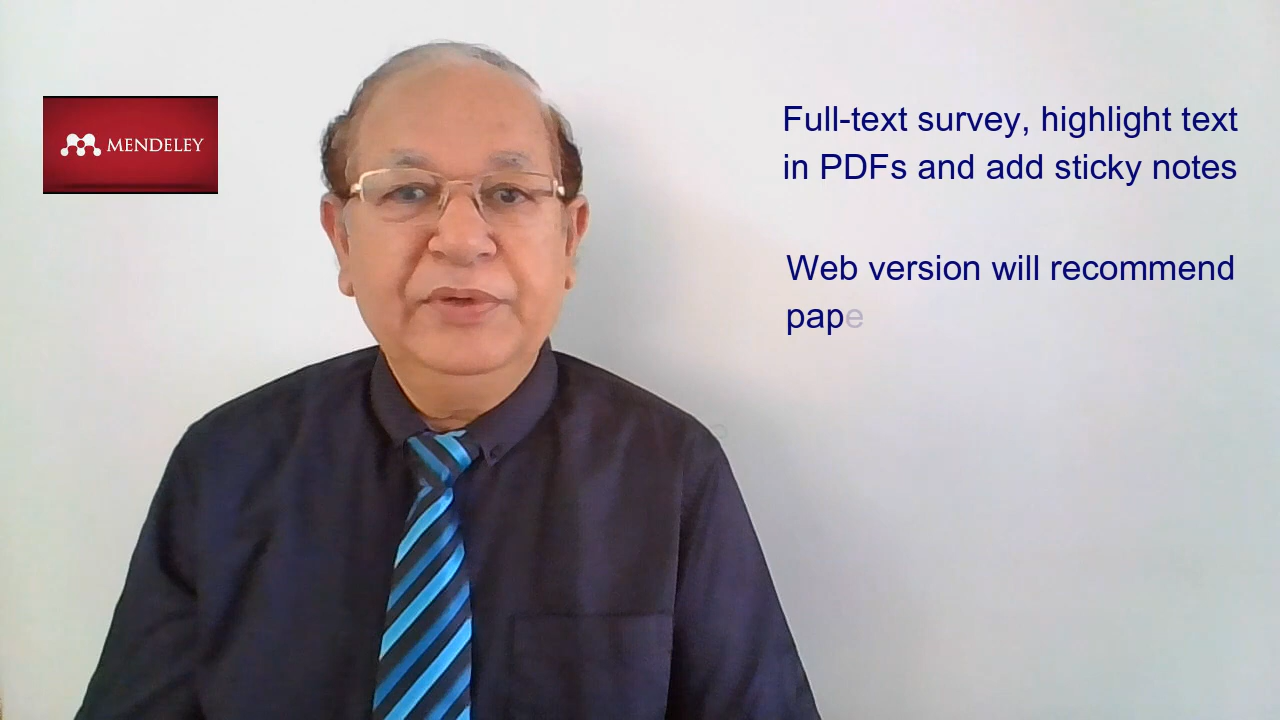 MENDELEY
Full-text survey, highlight text
in PDFs and add sticky notes
Web version will recommend
pape